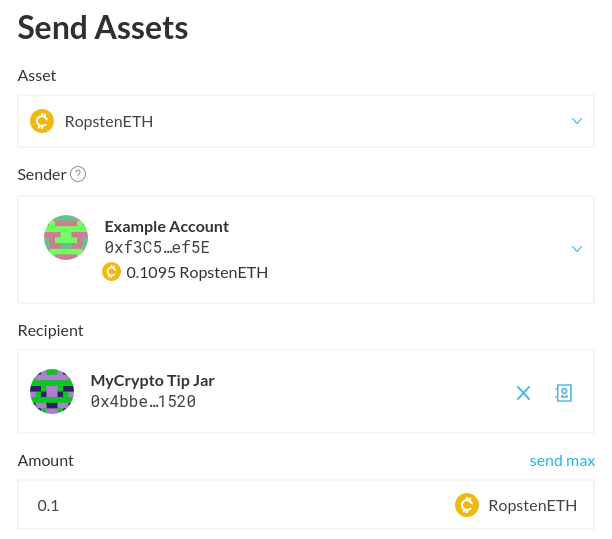 Send Assets
Asset
RopstenETH
Sender ?
Example Account
0xf3C5…ef5E
0.1095 RopstenETH
Recipient
MyCrypto Tip Jar
0x4bbe…1520
Amount send max
0.1 RopstenETH